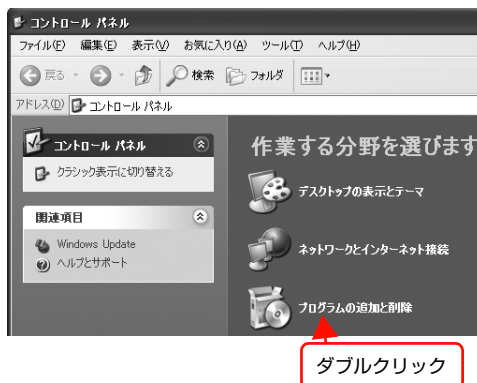 コントロール パネル
ファイル(F) 編集(E) 表示(V) お気に入り(A) ツール(T) ヘルプ(H)
戻る 検索 フォルダ
アドレス(D) コントロール パネル
コントロール パネル
クラシック表示に切り替える
関連項目
Windows Update
ヘルプとサポート
作業する分野を選びます
デスクトップの表示とテーマ
ネットワークとインターネット接続
プログラムの追加と削除
ダブルクリック